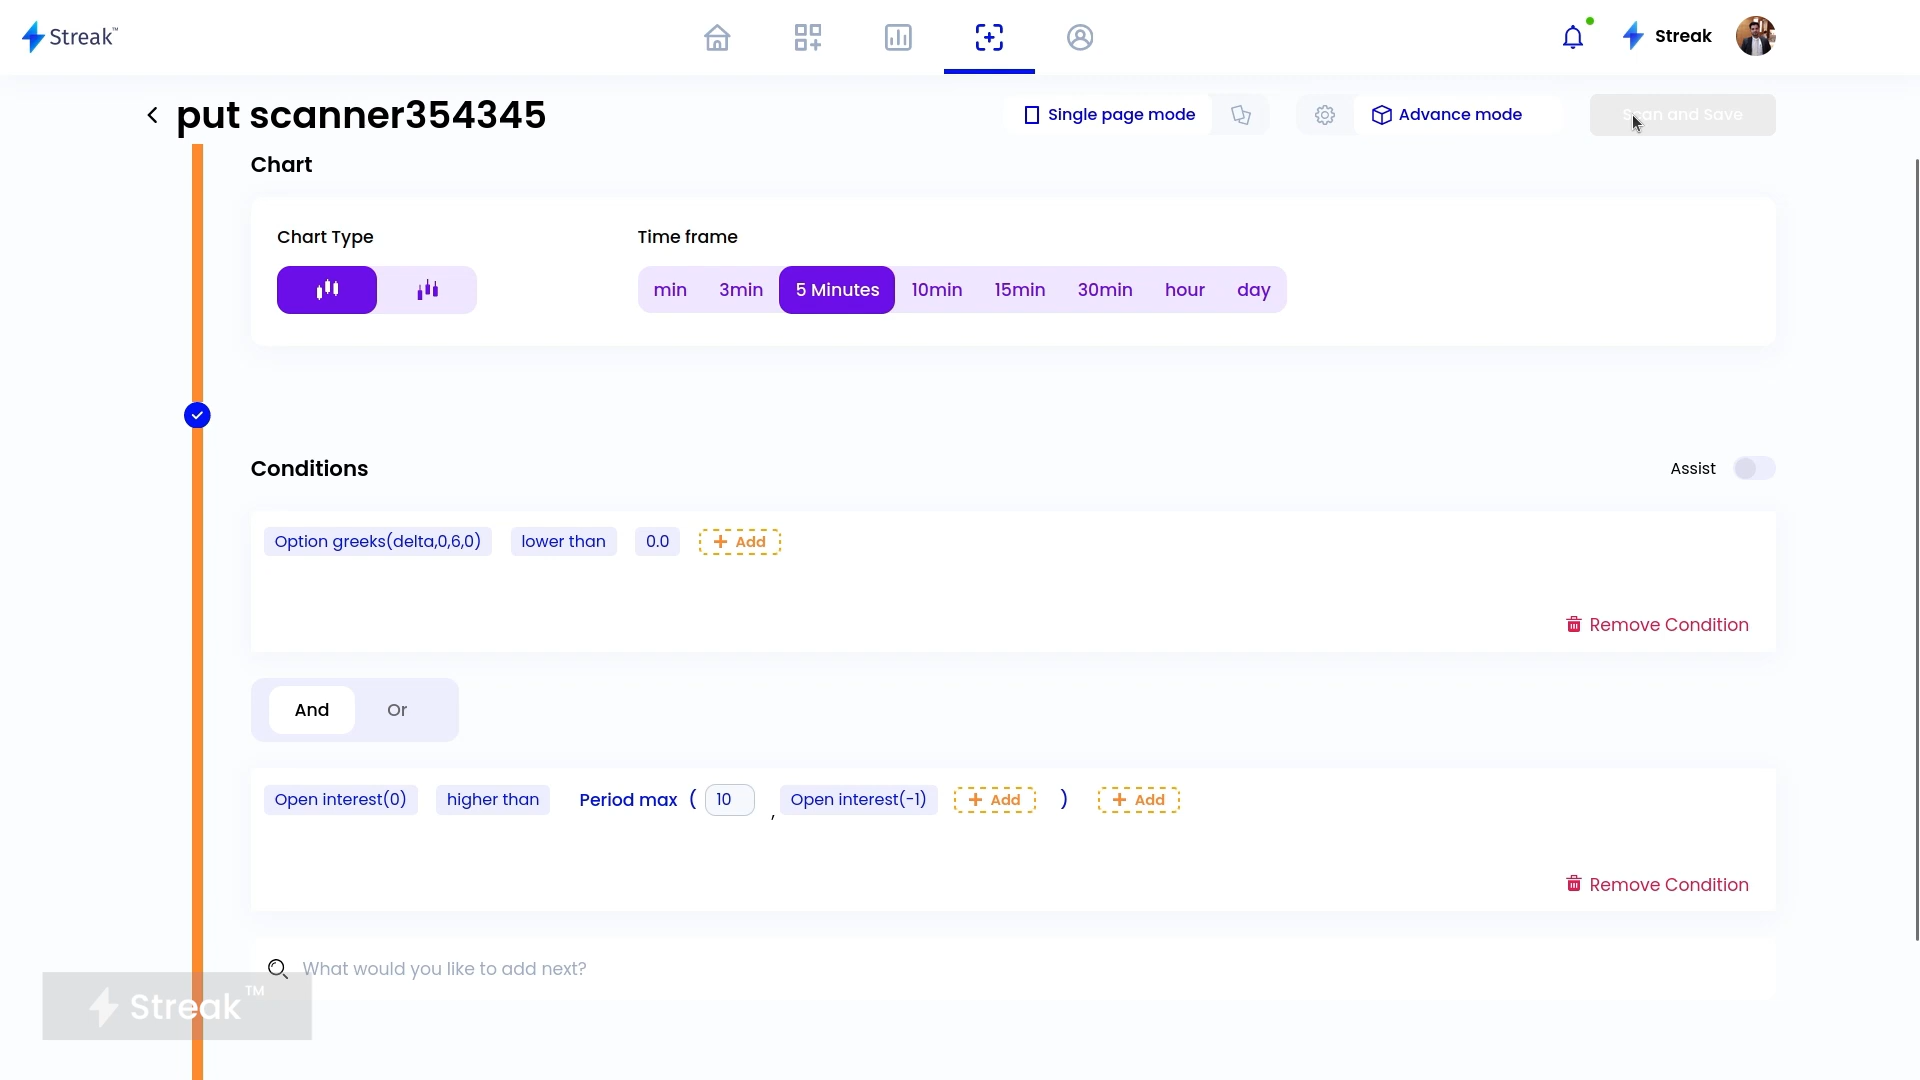 Streak™
Streak
put scanner354345
Single page mode
Advance mode
Scan and Save
Chart
Chart Type
Time frame
min 3min 5 Minutes 10min 15min 30min hour day
Conditions
Assist
Option greeks(delta,0,6,0) lower than 0.0 + Add
Remove Condition
And Or
Open interest(0) higher than Period max ( 10 , Open interest(-1) + Add ) + Add
Remove Condition
What would you like to add next?
Streak™